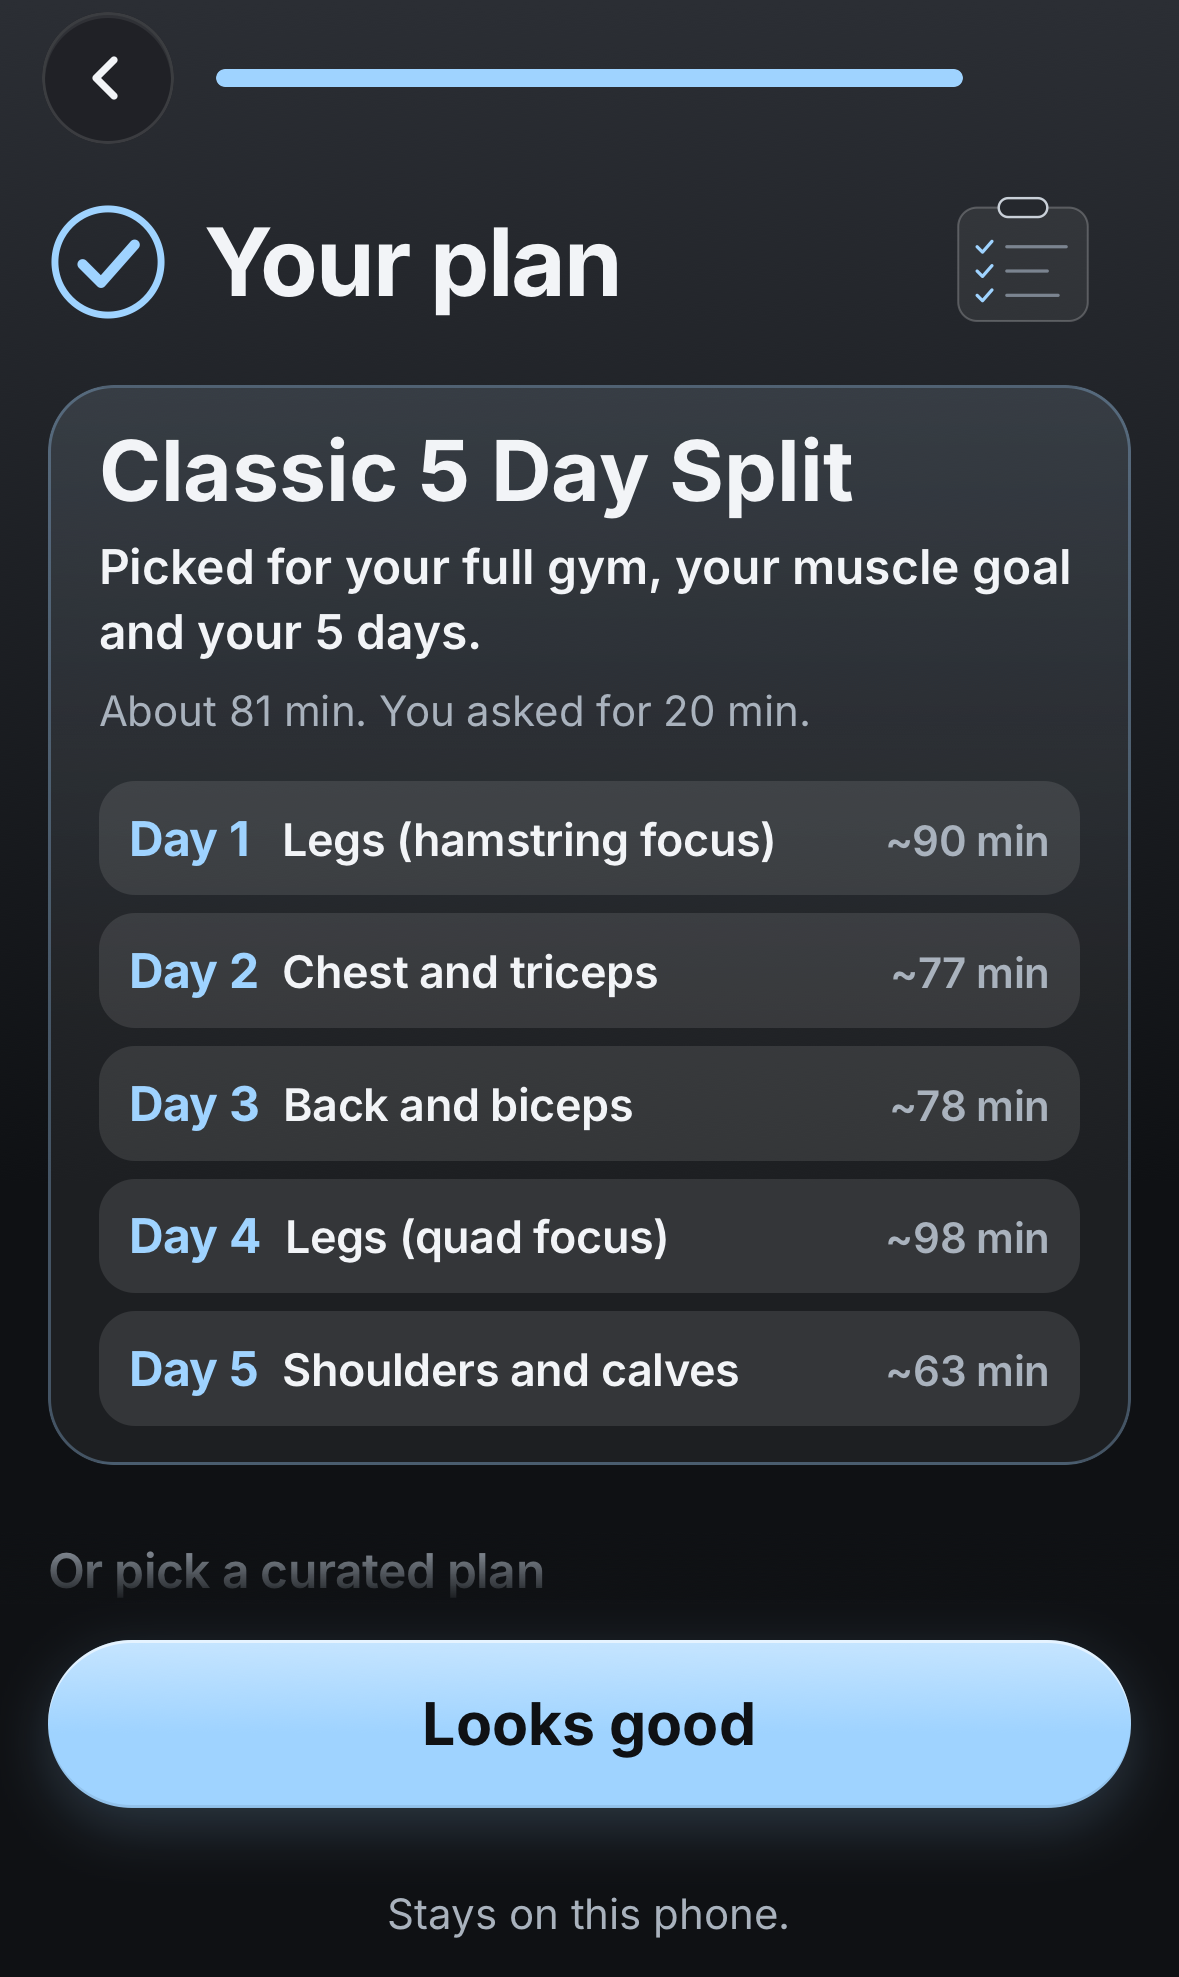 Your plan
Classic 5 Day Split
Picked for your full gym, your muscle goal
and your 5 days.
About 81 min. You asked for 20 min.
Day 1 Legs (hamstring focus) ~90 min
Day 2 Chest and triceps ~77 min
Day 3 Back and biceps ~78 min
Day 4 Legs (quad focus) ~98 min
Day 5 Shoulders and calves ~63 min
Or pick a curated plan
Looks good
Stays on this phone.